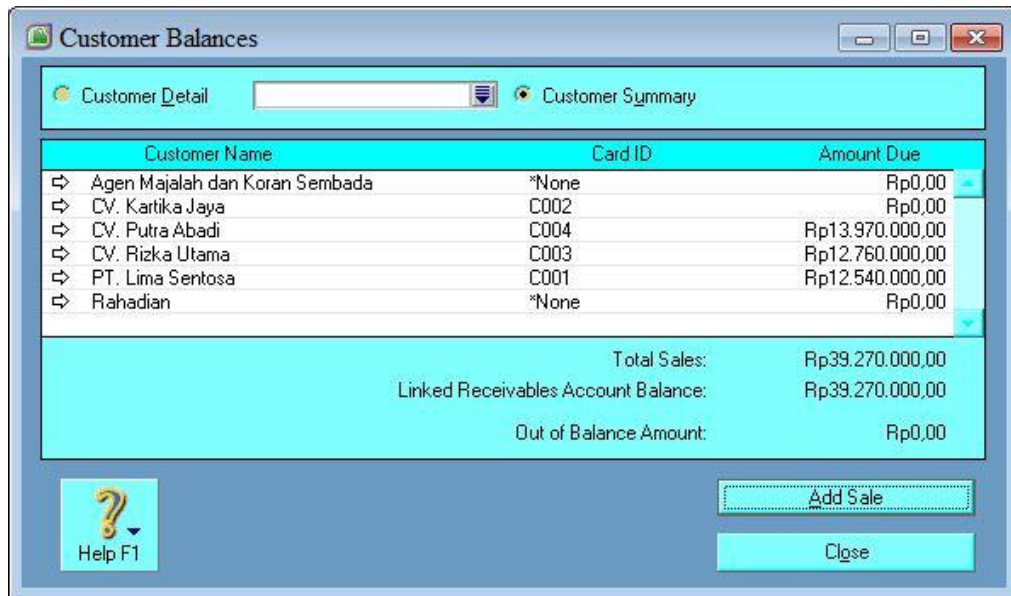 Customer Balances
Customer Detail Customer Summary
Customer Name Card ID Amount Due
Agen Majalah dan Koran Sembada *None Rp0,00
CV. Kartika Jaya C002 Rp0,00
CV. Putra Abadi C004 Rp13.970.000,00
CV. Rizka Utama C003 Rp12.760.000,00
PT. Lima Sentosa C001 Rp12.540.000,00
Rahadian *None Rp0,00
Total Sales: Rp39.270.000,00
Linked Receivables Account Balance: Rp39.270.000,00
Out of Balance Amount: Rp0,00
Add Sale
Help F1
Close